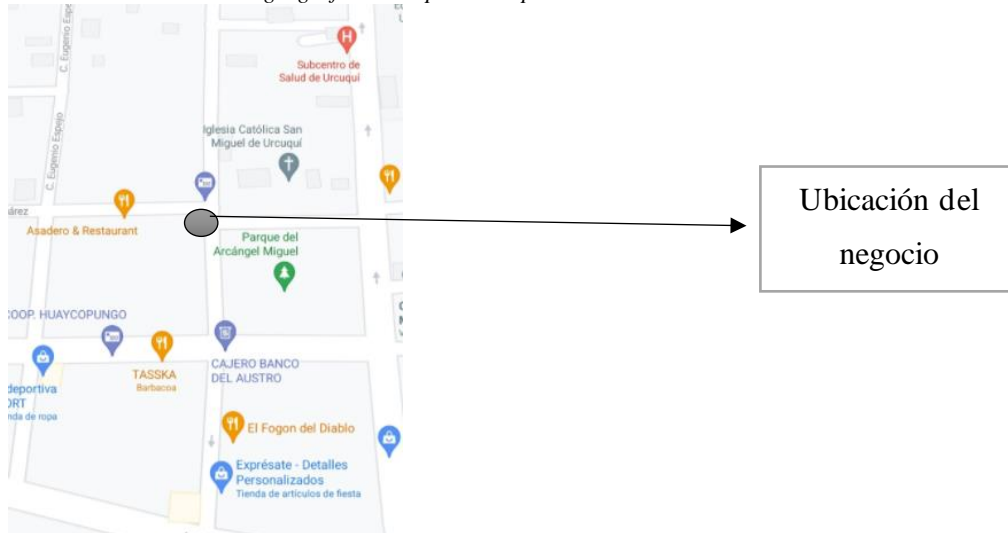 C. Eugenio Espejo
Subcentro de
Salud de Urcuquí
Iglesia Católica San
Miguel de Urcuquí
C. Eugenio Espejo
Asadero & Restaurant
Parque del
Arcángel Miguel
Ubicación del
negocio
COOP. HUAYCOPUNGO
TASSKA
Barbacoa
CAJERO BANCO
DEL AUSTRO
deportiva
ORT
nda de ropa
El Fogon del Diablo
Exprésate - Detalles
Personalizados
Tienda de artículos de fiesta